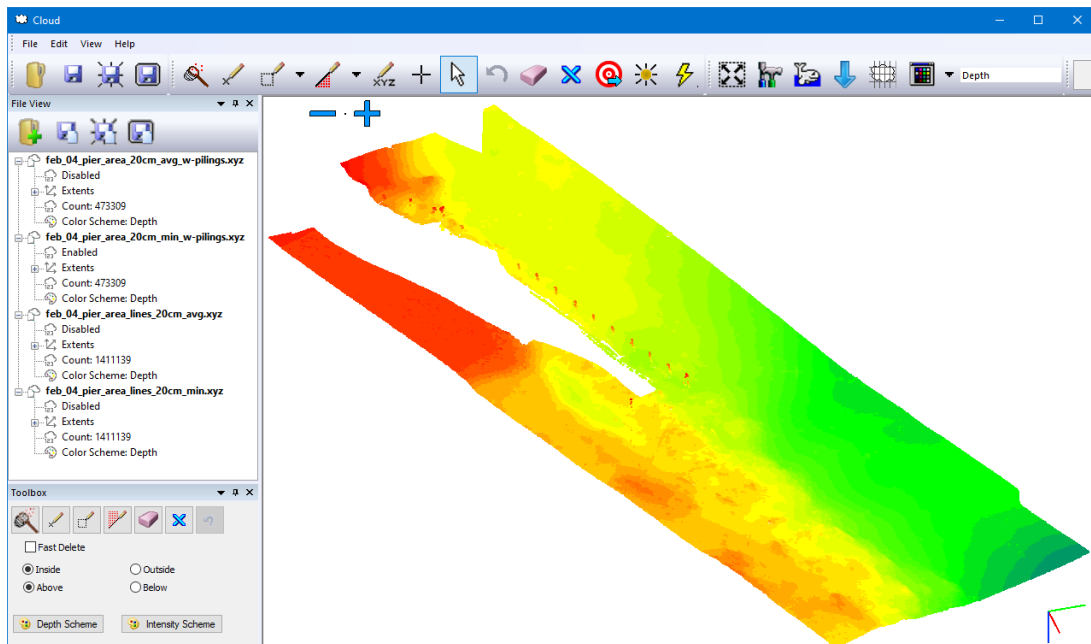 Cloud
File Edit View Help
XYZ
Depth
File View
feb_04_pier_area_20cm_avg_w-pilings.xyz
Disabled
Extents
Count: 473309
Color Scheme: Depth
feb_04_pier_area_20cm_min_w-pilings.xyz
Enabled
Extents
Count: 473309
Color Scheme: Depth
feb_04_pier_area_lines_20cm_avg.xyz
Disabled
Extents
Count: 1411139
Color Scheme: Depth
feb_04_pier_area_lines_20cm_min.xyz
Disabled
Extents
Count: 1411139
Color Scheme: Depth
Toolbox
Fast Delete
Inside Outside
Above Below
Depth Scheme Intensity Scheme